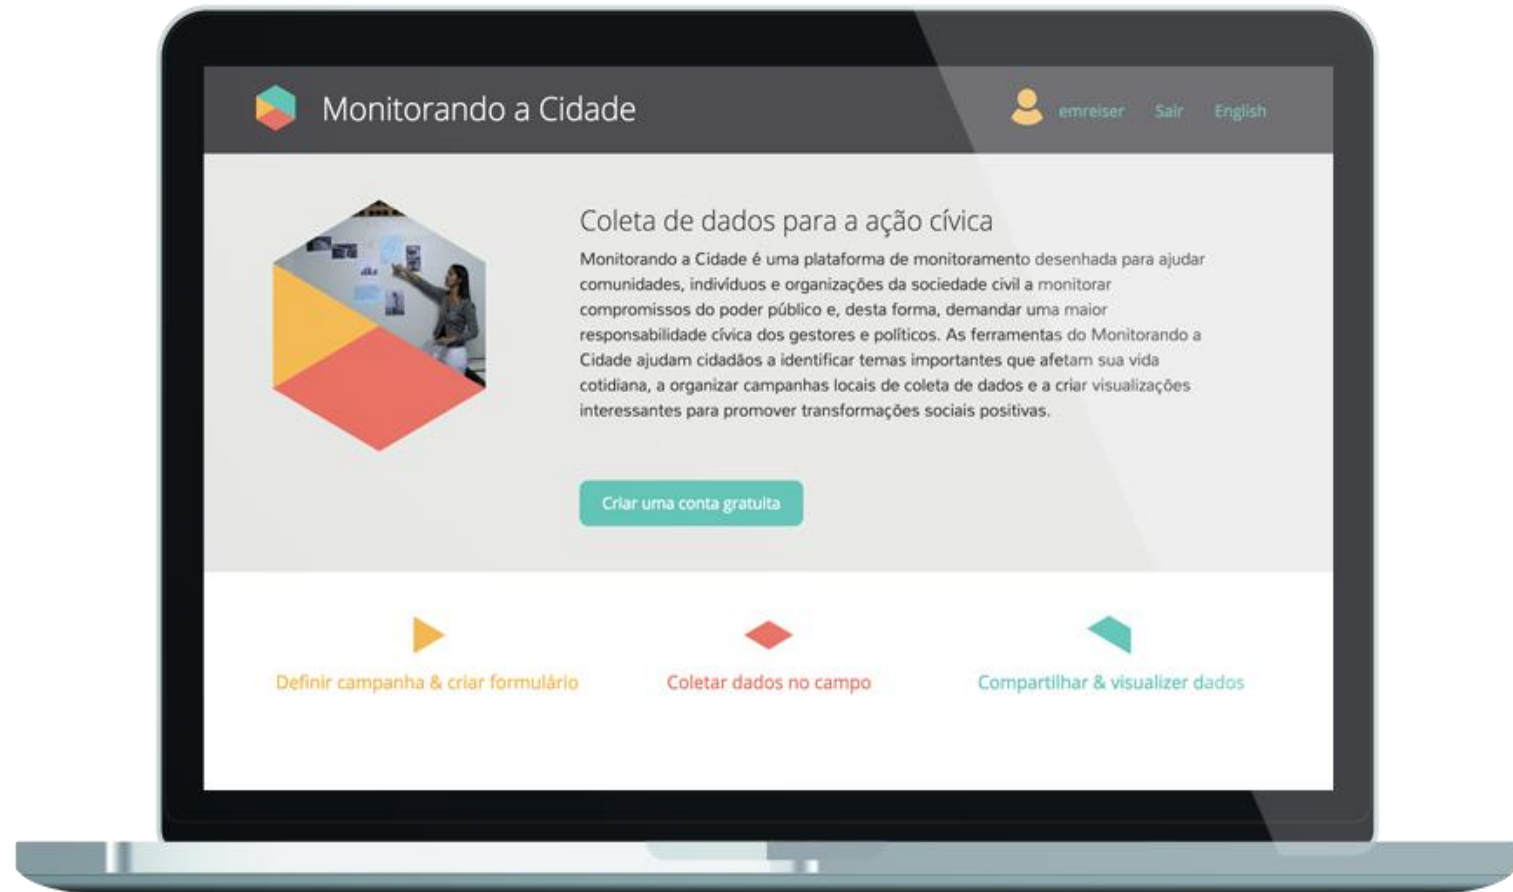 Monitorando a Cidade
emreiser Sair English
Coleta de dados para a ação cívica
Monitorando a Cidade é uma plataforma de monitoramento desenhada para ajudar
comunidades, indivíduos e organizações da sociedade civil a monitorar
compromissos do poder público e, desta forma, demandar uma maior
responsabilidade cívica dos gestores e políticos. As ferramentas do Monitorando a
Cidade ajudam cidadãos a identificar temas importantes que afetam sua vida
cotidiana, a organizar campanhas locais de coleta de dados e a criar visualizações
interessantes para promover transformações sociais positivas.
Criar uma conta gratuita
Definir campanha & criar formulário
Coletar dados no campo
Compartilhar & visualizer dados